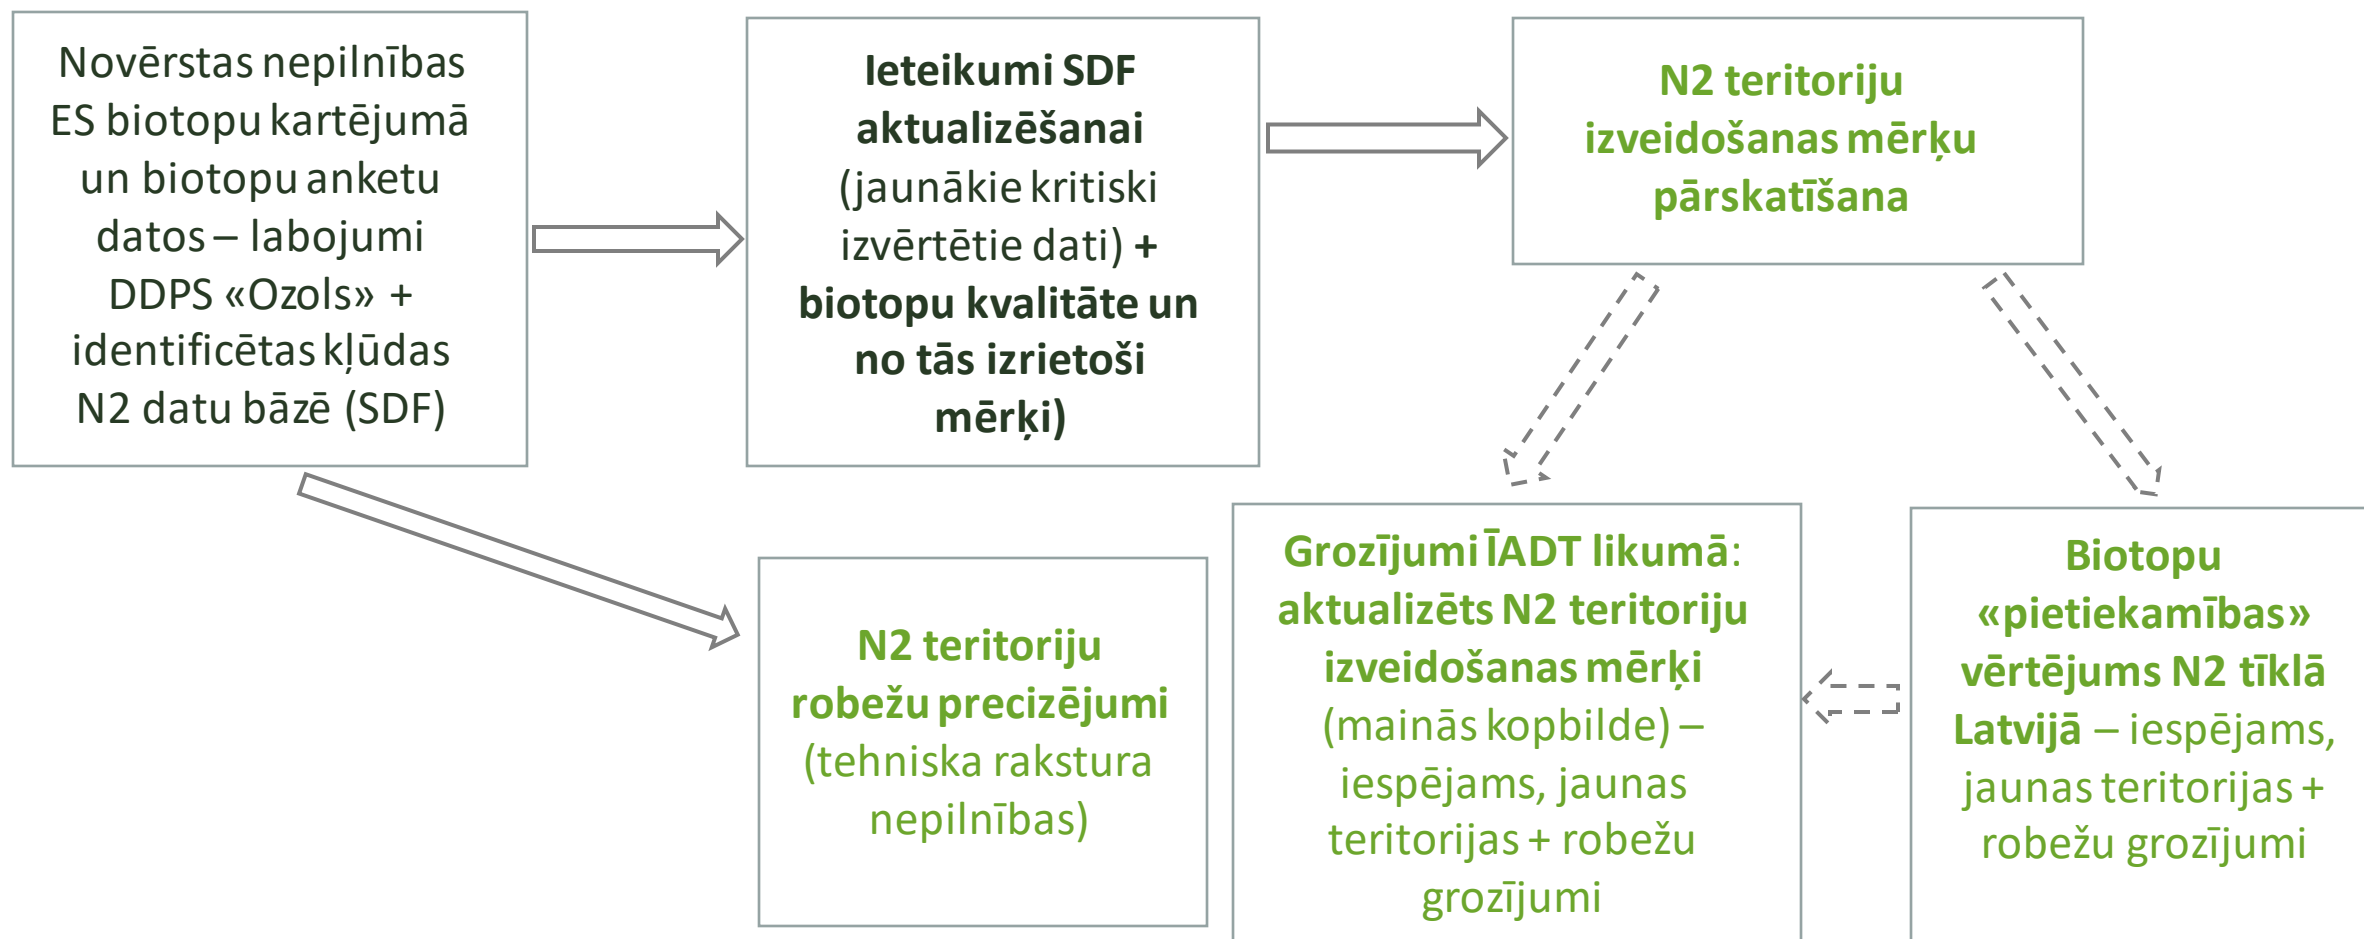 Novērstas nepilnības
ES biotopu kartējumā
un biotopu anketu
datos – labojumi
DDPS «Ozols» +
identificētas kļūdas
N2 datu bāzē (SDF)
Ieteikumi SDF
aktualizēšanai
(jaunākie kritiski
izvērtētie dati) +
biotopu kvalitāte un
no tās izrietoši
mērķi)
N2 teritoriju
izveidošanas mērķu
pārskatīšana
N2 teritoriju
robežu precizējumi
(tehniska rakstura
nepilnības)
Grozījumi ĪADT likumā:
aktualizēts N2 teritoriju
izveidošanas mērķi
(mainās kopbilde) –
iespējams, jaunas
teritorijas + robežu
grozījumi
Biotopu
«pietiekamības»
vērtējums N2 tīklā
Latvijā – iespējams,
jaunas teritorijas +
robežu grozījumi